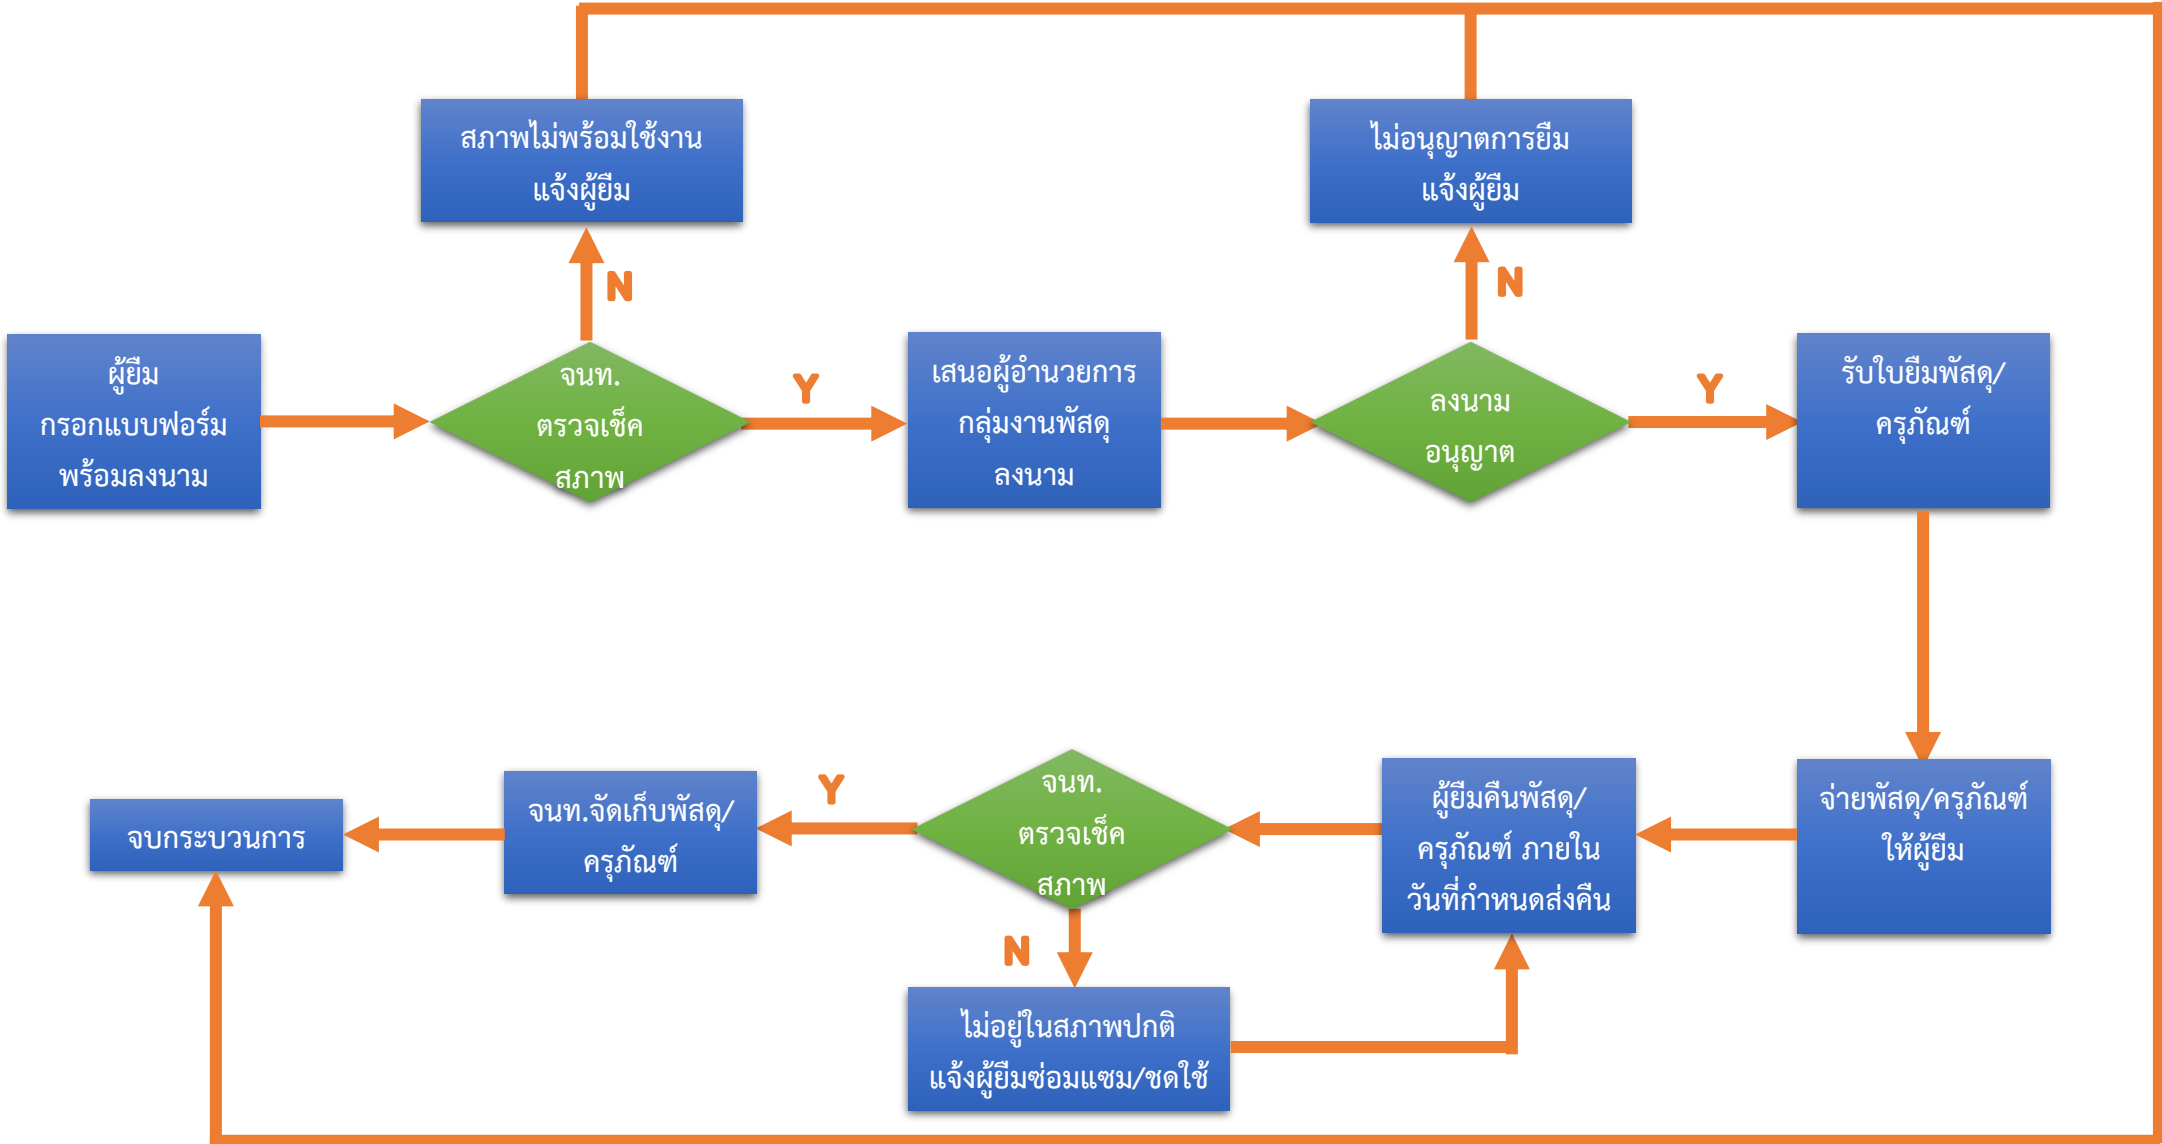 สภาพไม่พร้อมใช้งาน
แจ้งผู้ยืม
ไม่อนุญาตการยืม
แจ้งผู้ยืม
N
N
ผู้ยืม
กรอกแบบฟอร์ม
พร้อมลงนาม
จนท.
ตรวจเช็ค
สภาพ
Y
เสนอผู้อำนวยการ
กลุ่มงานพัสดุ
ลงนาม
ลงนาม
อนุญาต
Y
รับใบยืมพัสดุ/
ครุภัณฑ์
จบกระบวนการ
จนท.จัดเก็บพัสดุ/
ครุภัณฑ์
Y
จนท.
ตรวจเช็ค
สภาพ
ผู้ยืมคืนพัสดุ/
ครุภัณฑ์ ภายใน
วันที่กำหนดส่งคืน
จ่ายพัสดุ/ครุภัณฑ์
ให้ผู้ยืม
N
ไม่อยู่ในสภาพปกติ
แจ้งผู้ยืมซ่อมแซม/ชดใช้